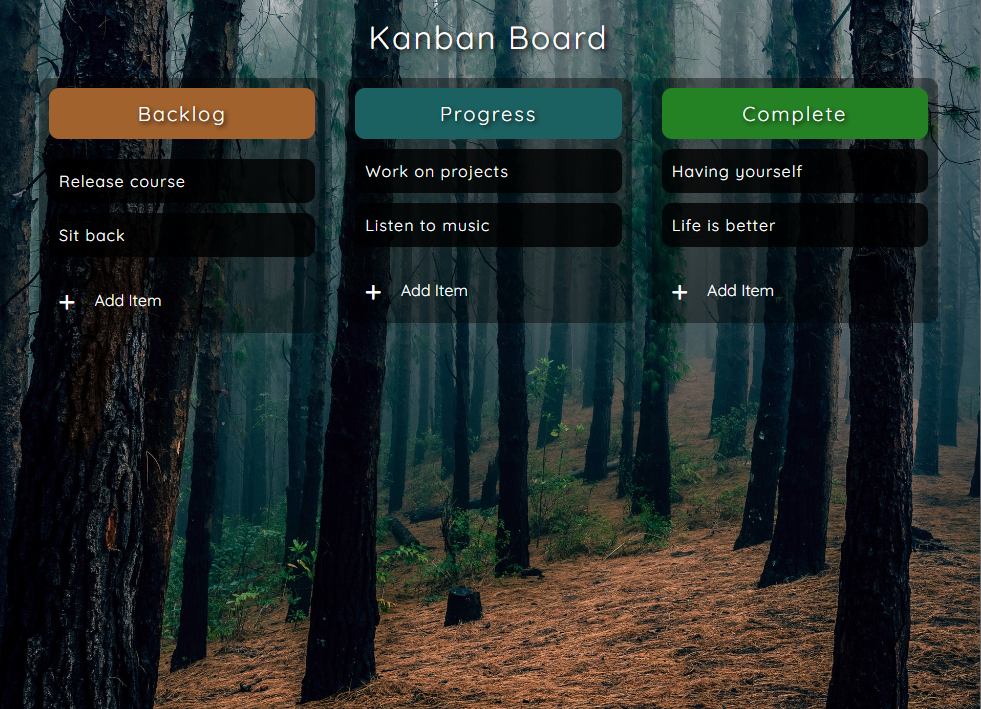 Kanban Board
Backlog
Release course
Sit back
+ Add Item
Progress
Work on projects
Listen to music
+ Add Item
Complete
Having yourself
Life is better
+ Add Item